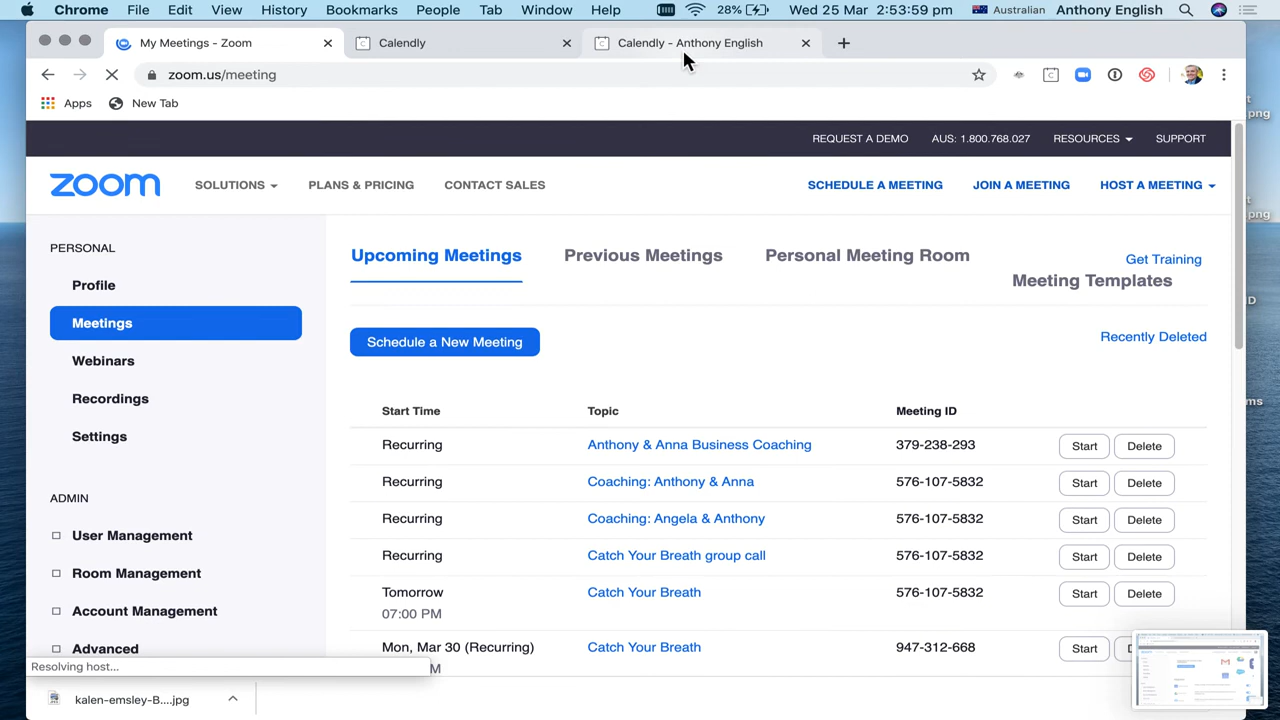 Chrome File Edit View History Bookmarks People Tab Window Help 28% Wed 25 Mar 2:53:59 pm Australian Anthony English
My Meetings - Zoom Calendly Calendly - Anthony English
zoom.us/meeting
Apps New Tab
REQUEST A DEMO AUS: 1.800.768.027 RESOURCES SUPPORT
zoom SOLUTIONS PLANS & PRICING CONTACT SALES SCHEDULE A MEETING JOIN A MEETING HOST A MEETING
PERSONAL
Profile
Meetings
Webinars
Recordings
Settings
ADMIN
User Management
Room Management
Account Management
Advanced
Upcoming Meetings Previous Meetings Personal Meeting Room Get Training
Meeting Templates
Schedule a New Meeting Recently Deleted
Start Time Topic Meeting ID
Recurring Anthony & Anna Business Coaching 379-238-293 Start Delete
Recurring Coaching: Anthony & Anna 576-107-5832 Start Delete
Recurring Coaching: Angela & Anthony 576-107-5832 Start Delete
Recurring Catch Your Breath group call 576-107-5832 Start Delete
Tomorrow Catch Your Breath 576-107-5832 Start Delete
07:00 PM
Mon, Mar 30 (Recurring) Catch Your Breath 947-312-668 Start
Resolving host...
kalen-emsley-B....jpg
png
png